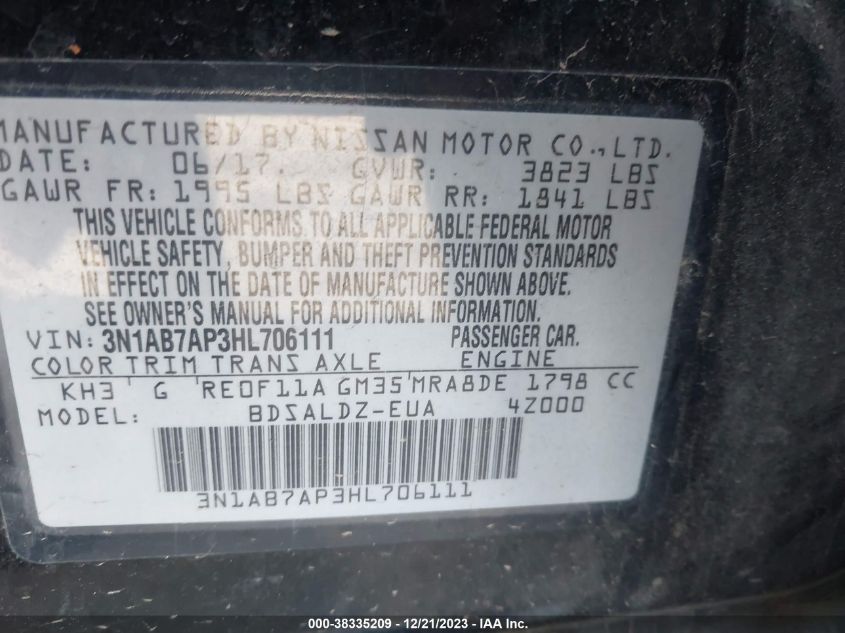 MANUFACTURED BY NISSAN MOTOR CO., LTD.
DATE: 06/17. GVWR: 3823 LBS
GAWR FR: 1995 LBS GAWR RR: 1841 LBS
THIS VEHICLE CONFORMS TO ALL APPLICABLE FEDERAL MOTOR
VEHICLE SAFETY, BUMPER AND THEFT PREVENTION STANDARDS
IN EFFECT ON THE DATE OF MANUFACTURE SHOWN ABOVE.
SEE OWNER'S MANUAL FOR ADDITIONAL INFORMATION.
VIN: 3N1AB7AP3HL706111 PASSENGER CAR.
COLOR TRIM TRANS AXLE ENGINE
KH3 G RE0F11A GM35 MRA8DE 1798 CC
MODEL: BDSALDZ-EUA 4Z000
3N1AB7AP3HL706111
000-38335209 - 12/21/2023 - IAA Inc.